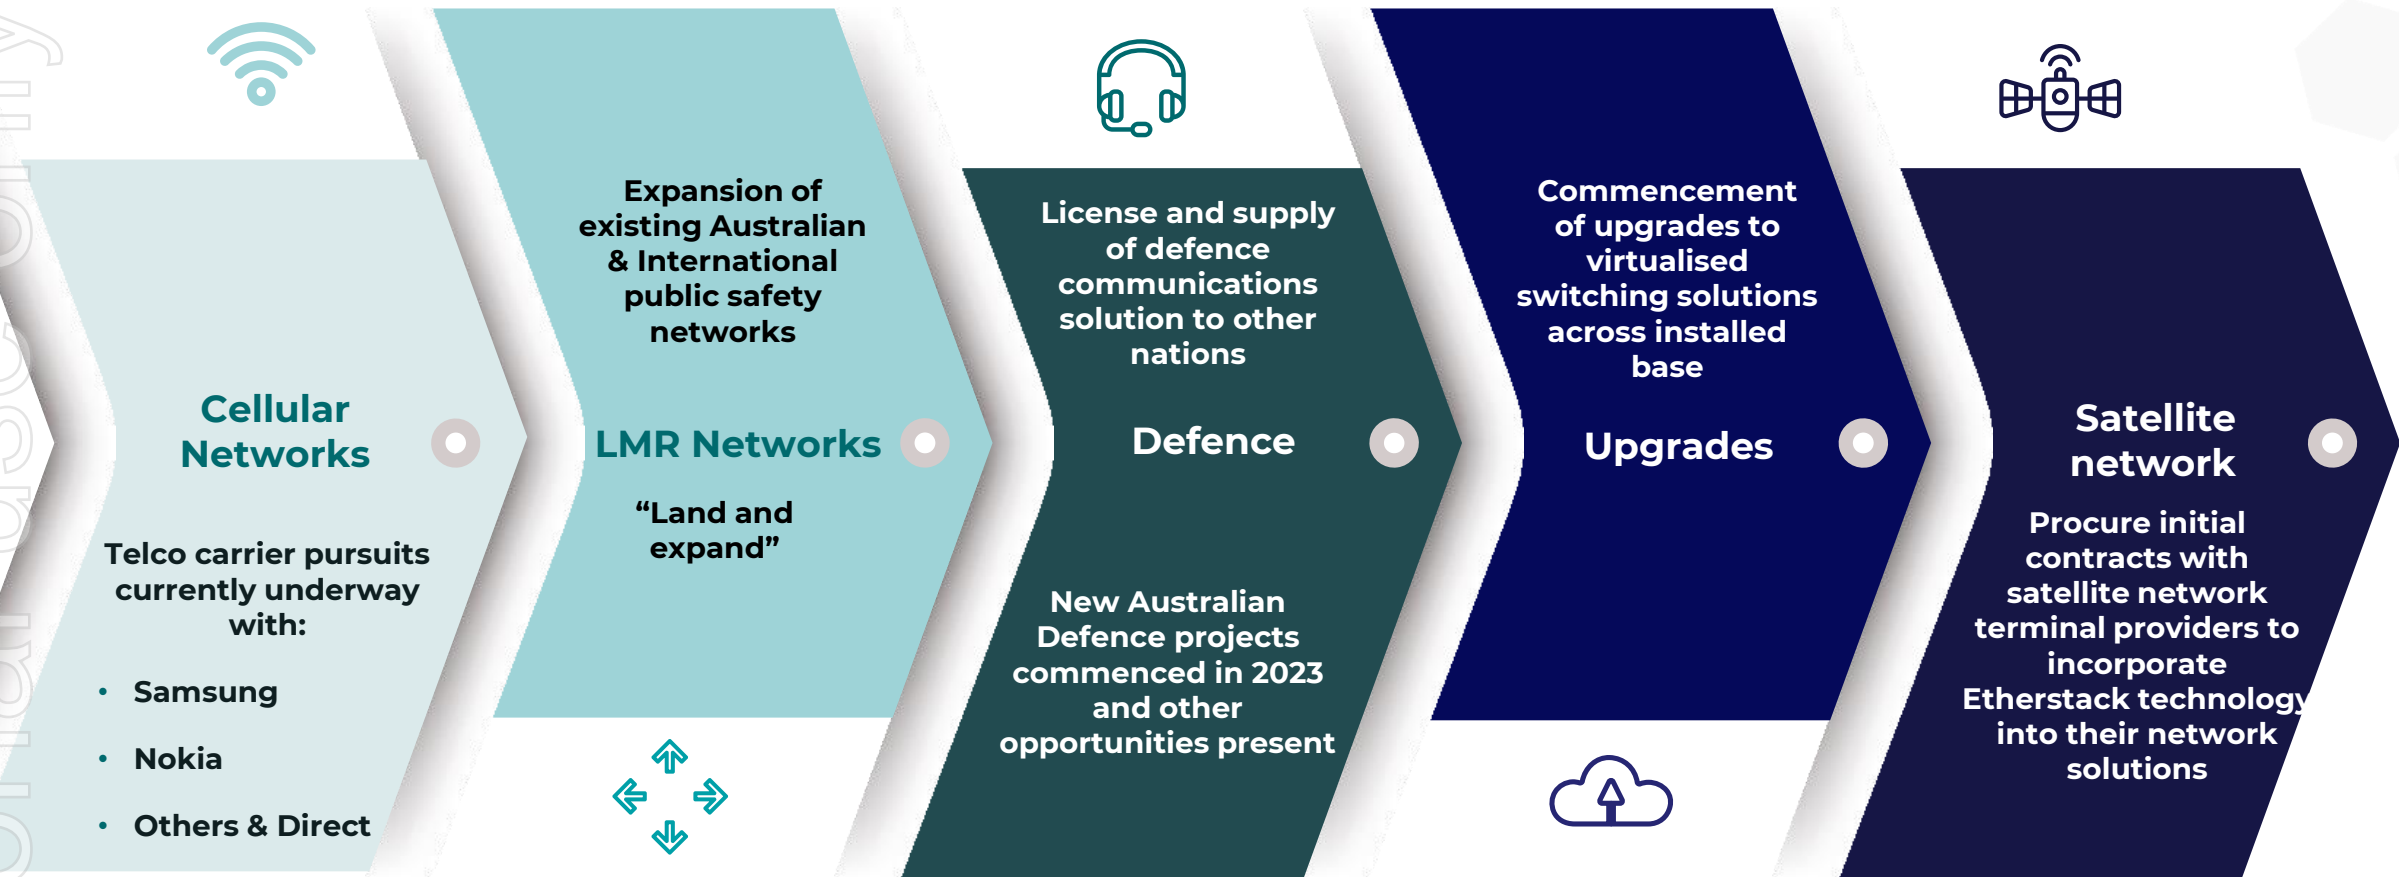 Cellular
Networks
Telco carrier pursuits
currently underway
with:
• Samsung
• Nokia
• Others & Direct
Expansion of
existing Australian
& International
public safety
networks
LMR Networks
“Land and
expand”
License and supply
of defence
communications
solution to other
nations
Defence
New Australian
Defence projects
commenced in 2023
and other
opportunities present
Commencement
of upgrades to
virtualised
switching solutions
across installed
base
Upgrades
Satellite
network
Procure initial
contracts with
satellite network
terminal providers to
incorporate
Etherstack technology
into their network
solutions